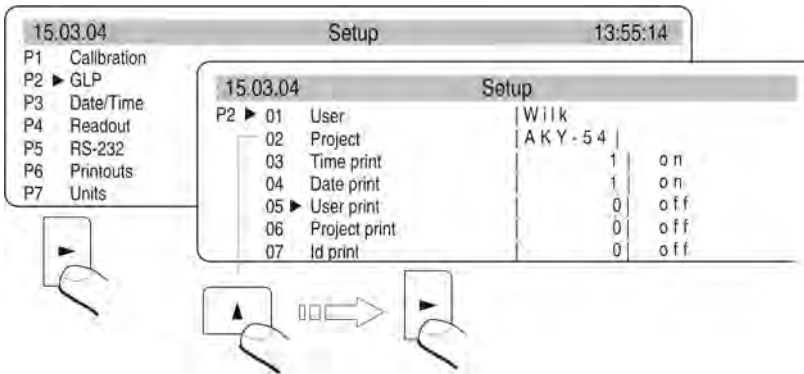 15.03.04 Setup 13:55:14
P1 Calibration
P2 ► GLP
P3 Date/Time
P4 Readout
P5 RS-232
P6 Printouts
P7 Units
15.03.04 Setup
P2 ► 01 User |Wilk
02 Project |AKY-54|
03 Time print | 1| on
04 Date print | 1| on
05 ► User print | 0| off
06 Project print | 0| off
07 Id print | 0| off